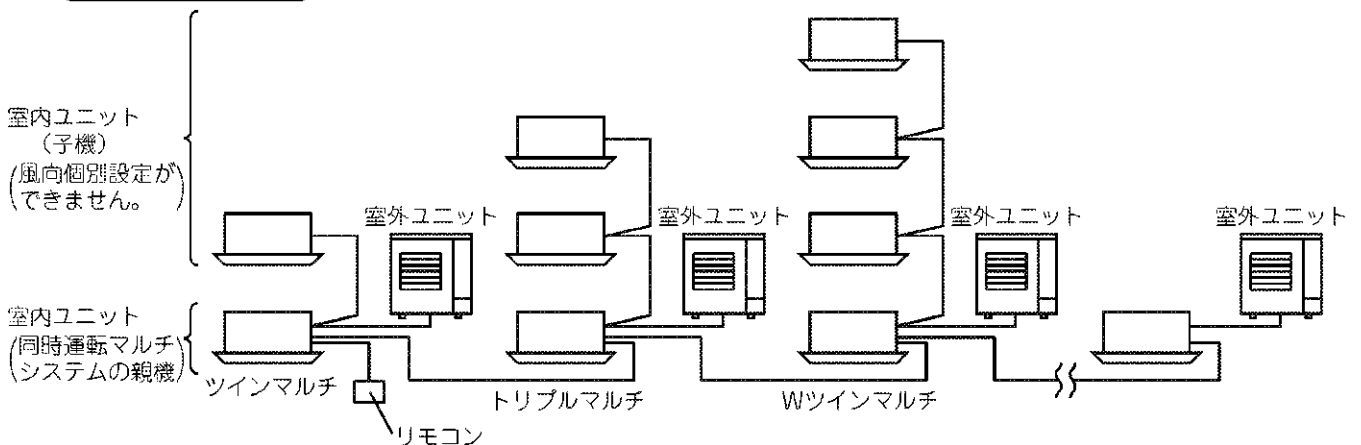 室内ユニット
(子機)
(風向個別設定が
できません。)
室外ユニット
室外ユニット
室外ユニット
室外ユニット
室内ユニット
(同時運転マルチ
システムの親機)
ツインマルチ
トリプルマルチ
Wツインマルチ
リモコン